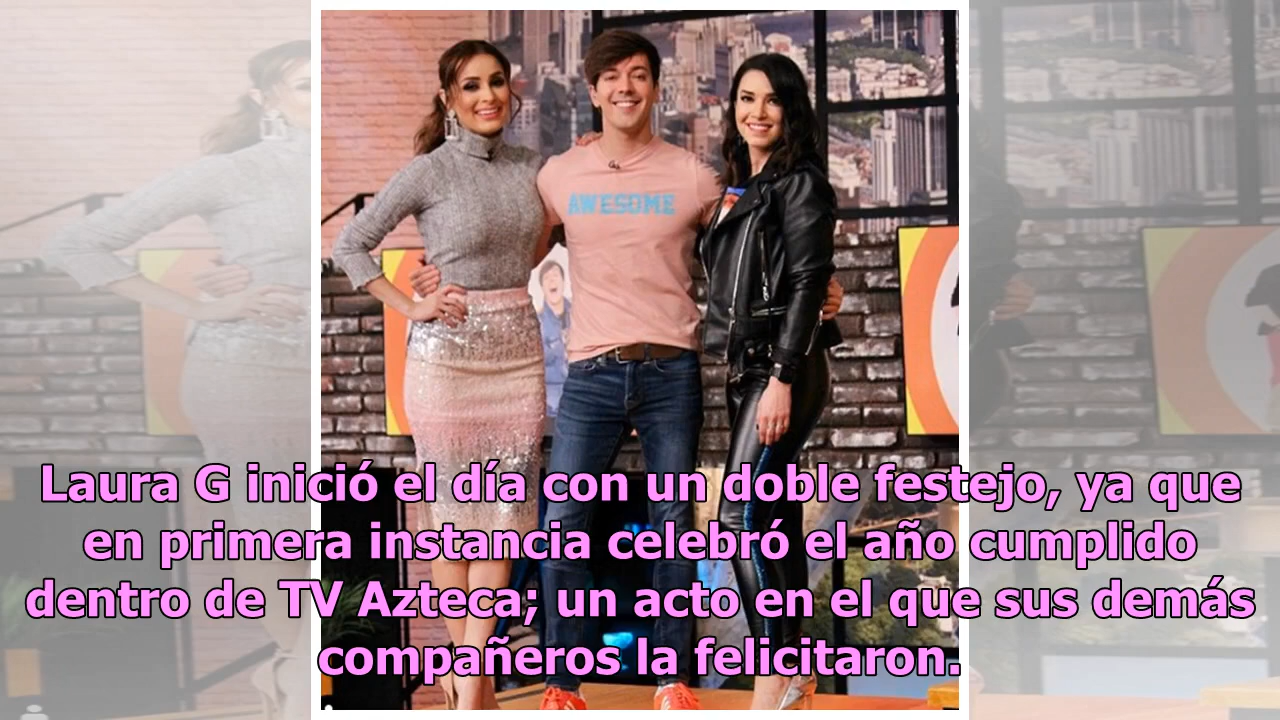 AWESOME
Laura G inició el día con un doble festejo, ya que
en primera instancia celebró el año cumplido
dentro de TV Azteca; un acto en el que sus demás
compañeros la felicitaron.